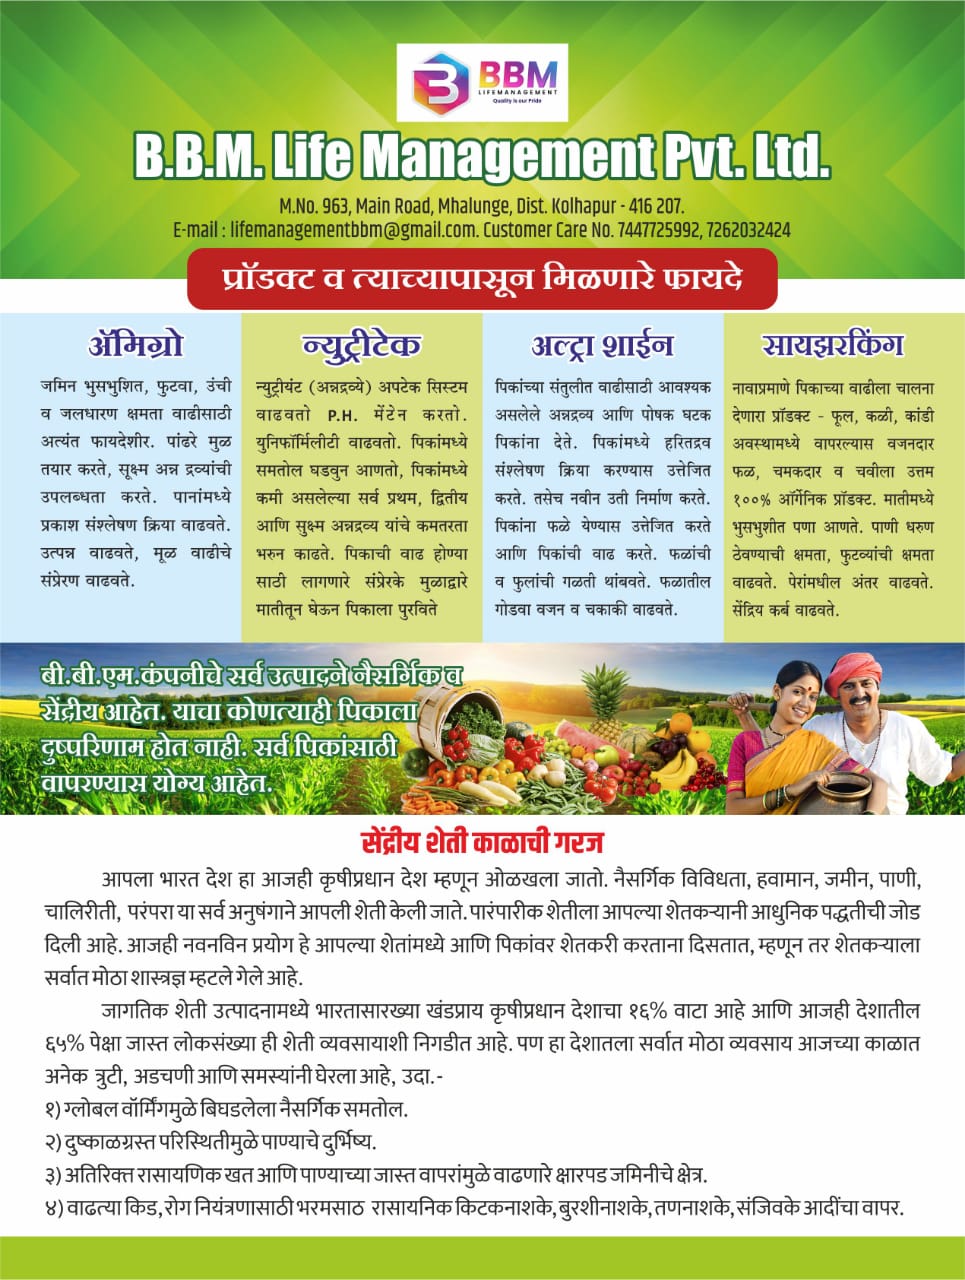 3 BBM
LIFEMANAGEMENT
Quality is our Pride
B.B.M. Life Management Pvt. Ltd.
M.No. 963, Main Road, Mhalunge, Dist. Kolhapur - 416 207.
E-mail : lifemanagementbbm@gmail.com. Customer Care No. 7447725992, 7262032424
प्रॉडक्ट व त्याच्यापासून मिळणारे फायदे
ॲमिग्रो
जमिन भुसभुशित, फुटवा, उंची
व जलधारण क्षमता वाढीसाठी
अत्यंत फायदेशीर. पांढरे मुळ
तयार करते, सूक्ष्म अन्न द्रव्यांची
उपलब्धता करते. पानांमध्ये
प्रकाश संश्लेषण क्रिया वाढवते.
उत्पन्न वाढवते, मूळ वाढीचे
संप्रेरण वाढवते.
न्युट्रीटेक
न्युट्रीयंट (अन्नद्रव्ये) अपटेक सिस्टम
वाढवतो P.H. मेंटेन करतो.
युनिफॉर्मिलीटी वाढवतो. पिकांमध्ये
समतोल घडवुन आणतो, पिकांमध्ये
कमी असलेल्या सर्व प्रथम, द्वितीय
आणि सुक्ष्म अन्नद्रव्य यांचे कमतरता
भरुन काढते. पिकाची वाढ होण्या
साठी लागणारे संप्रेरके मुळाद्वारे
मातीतून घेऊन पिकाला पुरविते
अल्ट्रा शाईन
पिकांच्या संतुलीत वाढीसाठी आवश्यक
असलेले अन्नद्रव्य आणि पोषक घटक
पिकांना देते. पिकांमध्ये हरितद्रव
संश्लेषण क्रिया करण्यास उत्तेजित
करते. तसेच नवीन उती निर्माण करते.
पिकांना फळे येण्यास उत्तेजित करते
आणि पिकांची वाढ करते. फळांची
व फुलांची गळती थांबवते. फळातील
गोडवा वजन व चकाकी वाढवते.
सायझरकिंग
नावाप्रमाणे पिकाच्या वाढीला चालना
देणारा प्रॉडक्ट - फूल, कळी, कांडी
अवस्थामध्ये वापरल्यास वजनदार
फळ, चमकदार व चवीला उत्तम
१००% ऑर्गेनिक प्रॉडक्ट. मातीमध्ये
भुसभुशीत पणा आणते. पाणी धरुण
ठेवण्याची क्षमता, फुटव्यांची क्षमता
वाढवते. पेरांमधील अंतर वाढवते.
सेंद्रिय कर्ब वाढवते.
बी.बी.एम.कंपनीचे सर्व उत्पादने नैसर्गिक व
सेंद्रीय आहेत. याचा कोणत्याही पिकाला
दुष्परिणाम होत नाही. सर्व पिकांसाठी
वापरण्यास योग्य आहेत.
सेंद्रीय शेती काळाची गरज
आपला भारत देश हा आजही कृषीप्रधान देश म्हणून ओळखला जातो. नैसर्गिक विविधता, हवामान, जमीन, पाणी,
चालिरीती, परंपरा या सर्व अनुषंगाने आपली शेती केली जाते. पारंपारीक शेतीला आपल्या शेतकऱ्यानी आधुनिक पद्धतीची जोड
दिली आहे. आजही नवनविन प्रयोग हे आपल्या शेतांमध्ये आणि पिकांवर शेतकरी करताना दिसतात, म्हणून तर शेतकऱ्याला
सर्वात मोठा शास्त्रज्ञ म्हटले गेले आहे.
जागतिक शेती उत्पादनामध्ये भारतासारख्या खंडप्राय कृषीप्रधान देशाचा १६% वाटा आहे आणि आजही देशातील
६५% पेक्षा जास्त लोकसंख्या ही शेती व्यवसायाशी निगडीत आहे. पण हा देशातला सर्वात मोठा व्यवसाय आजच्या काळात
अनेक त्रुटी, अडचणी आणि समस्यांनी घेरला आहे, उदा.-
१) ग्लोबल वॉर्मिंगमुळे बिघडलेला नैसर्गिक समतोल.
२) दुष्काळग्रस्त परिस्थितीमुळे पाण्याचे दुर्भिष्य.
३) अतिरिक्त रासायणिक खत आणि पाण्याच्या जास्त वापरांमुळे वाढणारे क्षारपड जमिनीचे क्षेत्र.
४) वाढत्या किड, रोग नियंत्रणासाठी भरमसाठ रासायनिक किटकनाशके, बुरशीनाशके, तणनाशके, संजिवके आदींचा वापर.